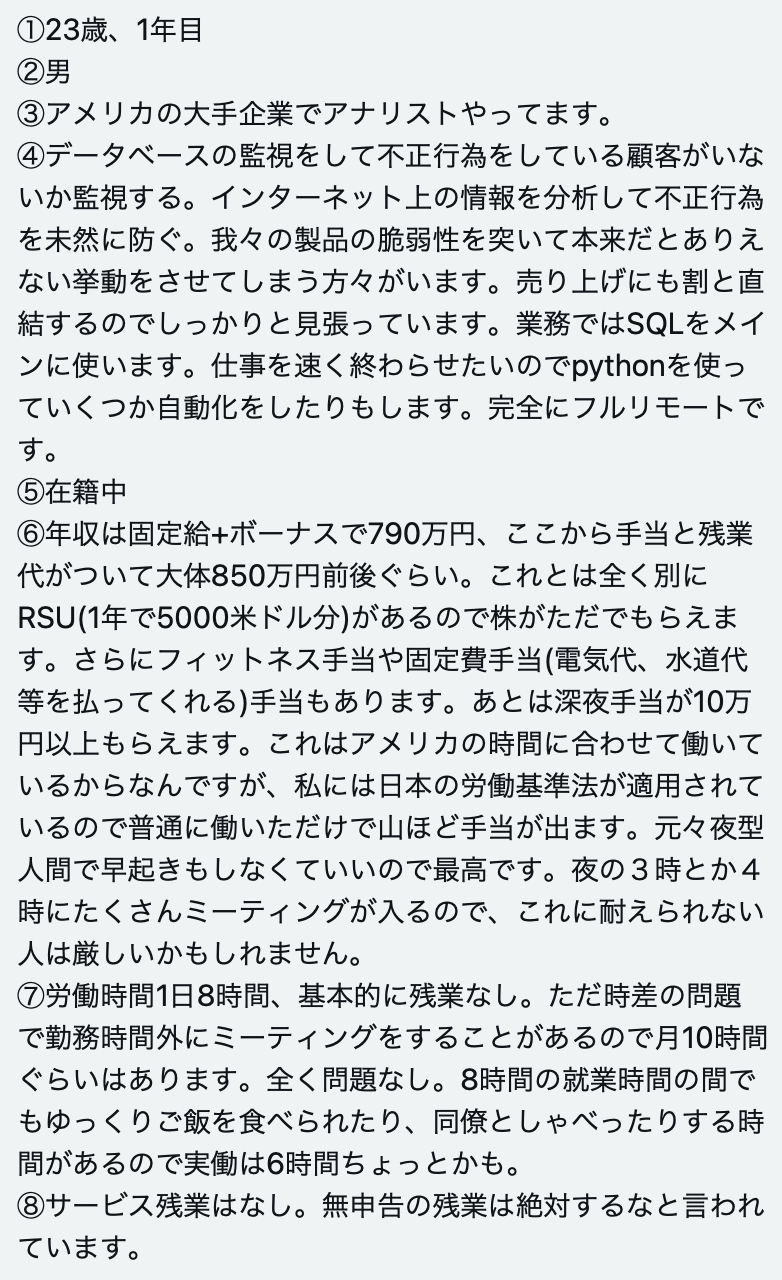 ①23歳、1年目
②男
③アメリカの大手企業でアナリストやってます。
④データベースの監視をして不正行為をしている顧客がいな
いか監視する。インターネット上の情報を分析して不正行為
を未然に防ぐ。我々の製品の脆弱性を突いて本来だとありえ
ない挙動をさせてしまう方々がいます。売り上げにも割と直
結するのでしっかりと見張っています。業務ではSQLをメイ
ンに使います。仕事を速く終わらせたいのでpythonを使っ
ていくつか自動化をしたりもします。完全にフルリモートで
す。
⑤在籍中
⑥年収は固定給+ボーナスで790万円、ここから手当と残業
代がついて大体850万円前後ぐらい。これとは全く別に
RSU(1年で5000米ドル分)があるので株がただでもらえま
す。さらにフィットネス手当や固定費手当(電気代、水道代
等を払ってくれる)手当もあります。あとは深夜手当が10万
円以上もらえます。これはアメリカの時間に合わせて働いて
いるからなんですが、私には日本の労働基準法が適用されて
いるので普通に働いただけで山ほど手当が出ます。元々夜型
人間で早起きもしなくていいので最高です。夜の３時とか４
時にたくさんミーティングが入るので、これに耐えられない
人は厳しいかもしれません。
⑦労働時間1日8時間、基本的に残業なし。ただ時差の問題
で勤務時間外にミーティングをすることがあるので月10時間
ぐらいはあります。全く問題なし。8時間の就業時間の間で
もゆっくりご飯を食べられたり、同僚としゃべったりする時
間があるので実働は6時間ちょっとかも。
⑧サービス残業はなし。無申告の残業は絶対するなと言われ
ています。